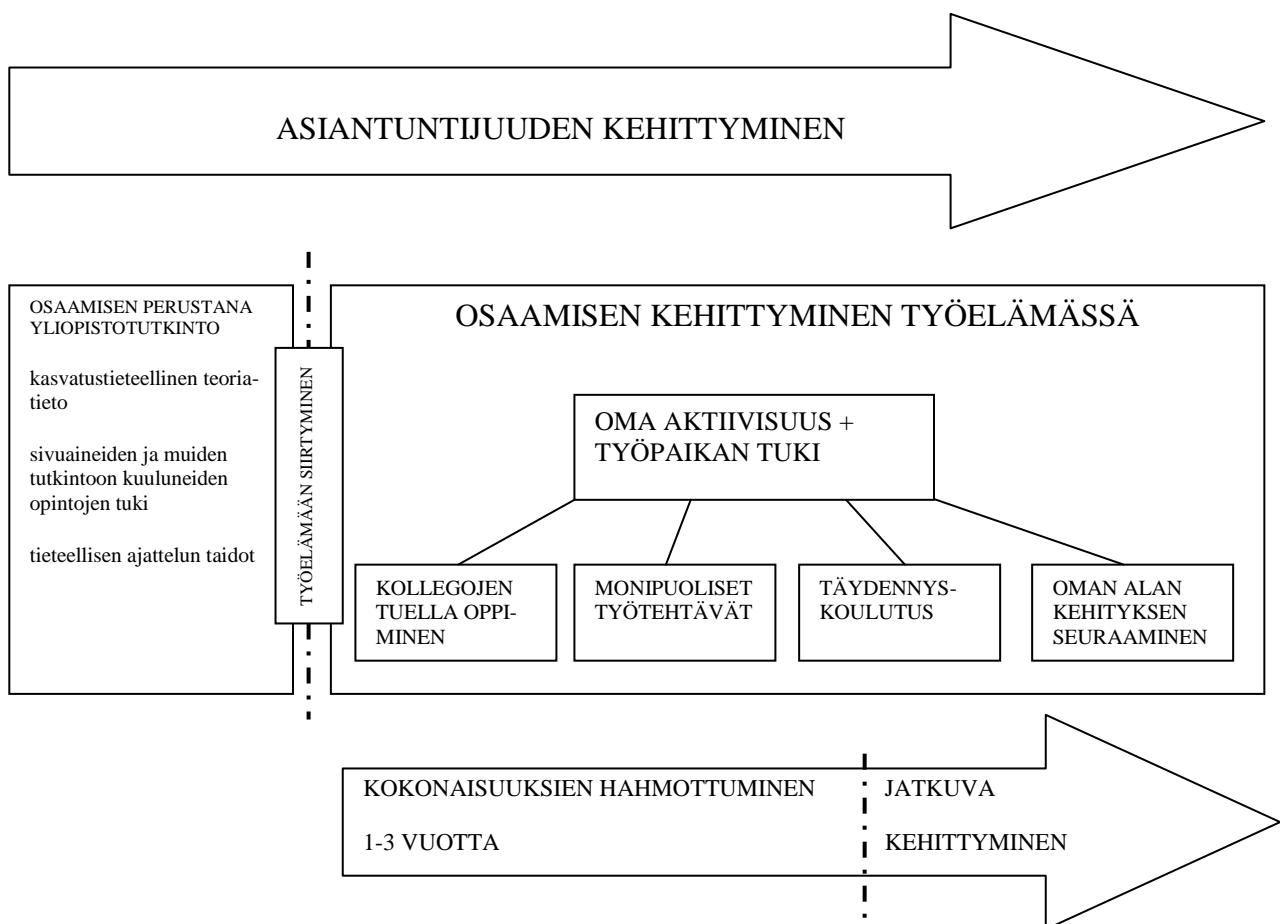 ASIANTUNTIJUUDEN KEHITTYMINEN
OSAAMISEN PERUSTANA
YLIOPISTOTUTKINTO
kasvatustieteellinen teoria-
tieto
sivuaineiden ja muiden
tutkintoon kuuluneiden
opintojen tuki
tieteellisen ajattelun taidot
TYÖELÄMÄÄN SIIRTYMINEN
OSAAMISEN KEHITTYMINEN TYÖELÄMÄSSÄ
OMA AKTIIVISUUS +
TYÖPAIKAN TUKI
KOLLEGOJEN
TUELLA OPPI-
MINEN
MONIPUOLISET
TYÖTEHTÄVÄT
TÄYDENNYS-
KOULUTUS
OMAN ALAN
KEHITYKSEN
SEURAAMINEN
KOKONAISUUKSIEN HAHMOTTUMINEN
1-3 VUOTTA
JATKUVA
KEHITTYMINEN